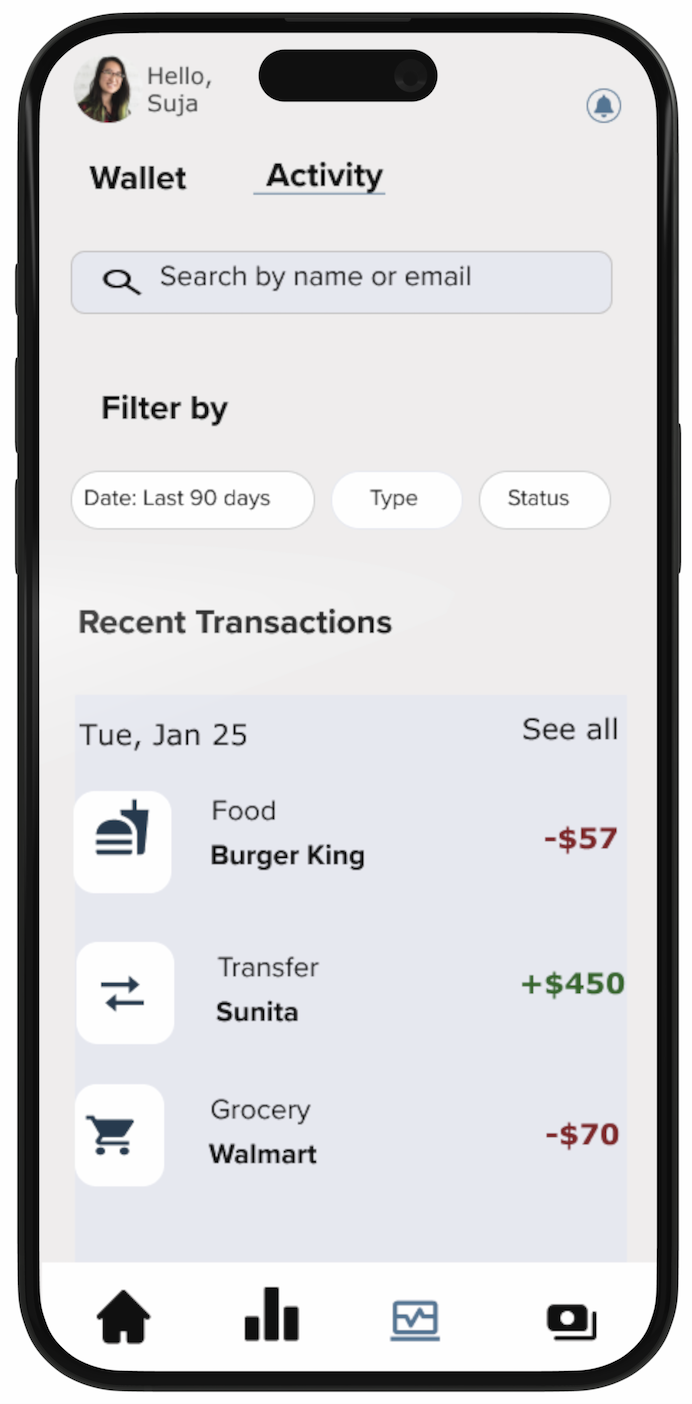 Hello,
Suja
Wallet
Activity
Search by name or email
Filter by
Date: Last 90 days
Type
Status
Recent Transactions
Tue, Jan 25
See all
Food
Burger King
-$57
Transfer
Sunita
+$450
Grocery
Walmart
-$70